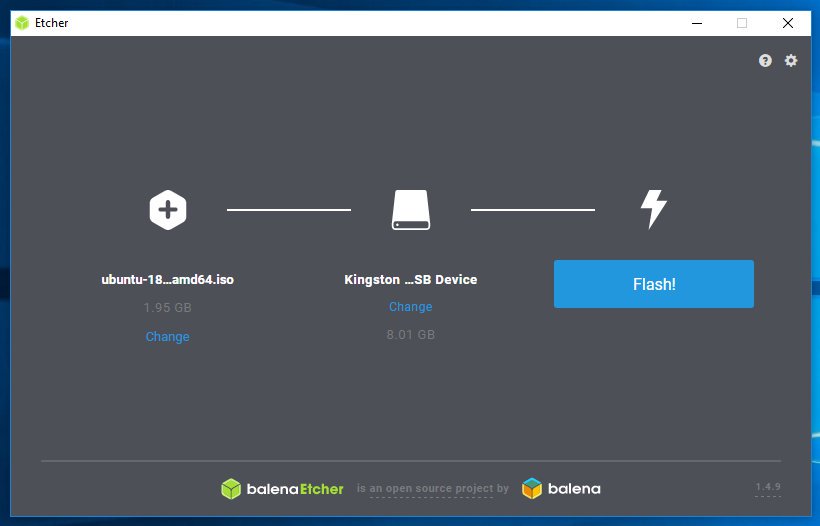 Etcher
ubuntu-18...amd64.iso
1.95 GB
Change
Kingston ...SB Device
Change
8.01 GB
Flash!
balenaEtcher is an open source project by balena
1.4.9